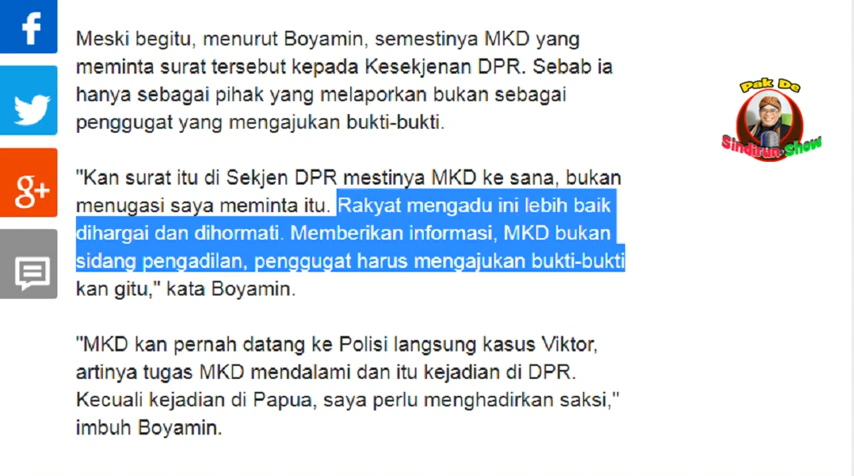 Meski begitu, menurut Boyamin, semestinya MKD yang
meminta surat tersebut kepada Kesekjenan DPR. Sebab ia
hanya sebagai pihak yang melaporkan bukan sebagai
penggugat yang mengajukan bukti-bukti.
"Kan surat itu di Sekjen DPR mestinya MKD ke sana, bukan
menugasi saya meminta itu. Rakyat mengadu ini lebih baik
dihargai dan dihormati. Memberikan informasi, MKD bukan
sidang pengadilan, penggugat harus mengajukan bukti-bukti
kan gitu," kata Boyamin.
"MKD kan pernah datang ke Polisi langsung kasus Viktor,
artinya tugas MKD mendalami dan itu kejadian di DPR.
Kecuali kejadian di Papua, saya perlu menghadirkan saksi,"
imbuh Boyamin.
f
g+
Pak De
Sindirun Show